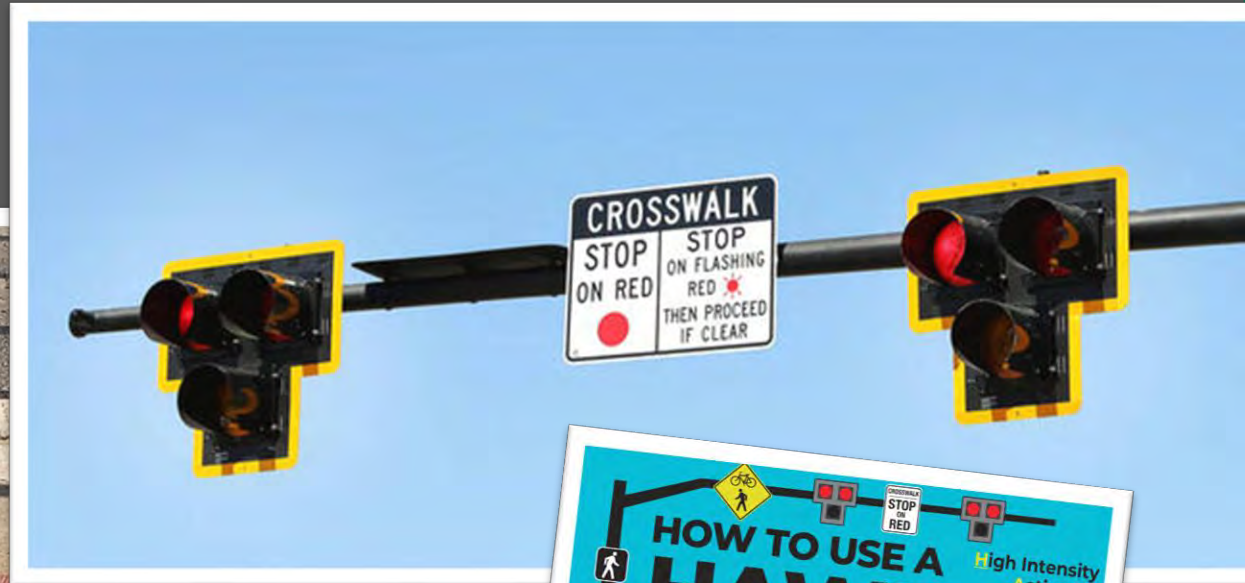 CROSSWALK
STOP
ON RED
STOP
ON FLASHING
RED
THEN PROCEED
IF CLEAR
CROSSWALK
STOP
ON
RED
HOW TO USE A
High Intensity